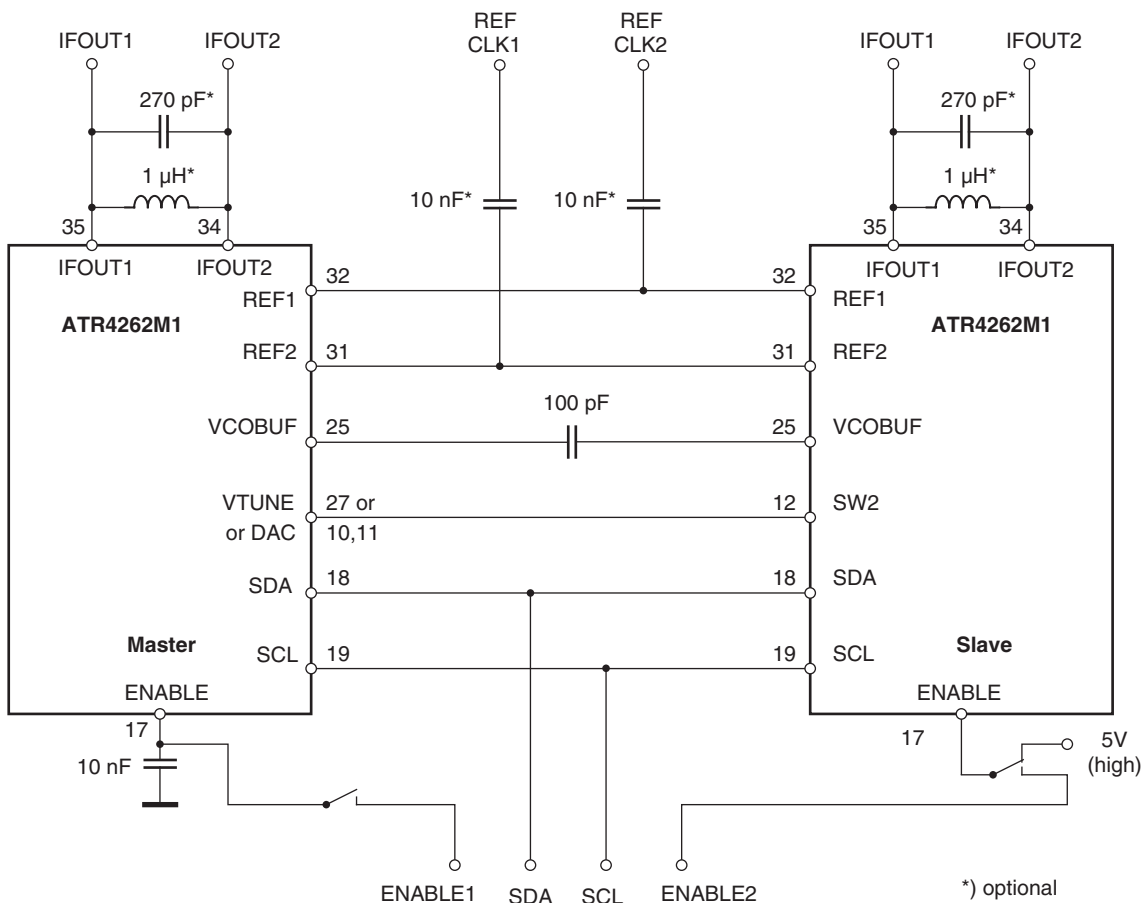 IFOUT1 IFOUT2 REF CLK1 REF CLK2 IFOUT1 IFOUT2
270 pF* 270 pF*
1 µH* 10 nF* 10 nF* 1 µH*
35 34 35 34
IFOUT1 IFOUT2 IFOUT1 IFOUT2
REF1 32 32 REF1
ATR4262M1 ATR4262M1
REF2 31 31 REF2
100 pF
VCOBUF 25 25 VCOBUF
VTUNE 27 or 12 SW2
or DAC 10,11
SDA 18 18 SDA
Master Slave
SCL 19 19 SCL
ENABLE ENABLE
17 17 5V
10 nF (high)
ENABLE1 SDA SCL ENABLE2
*) optional